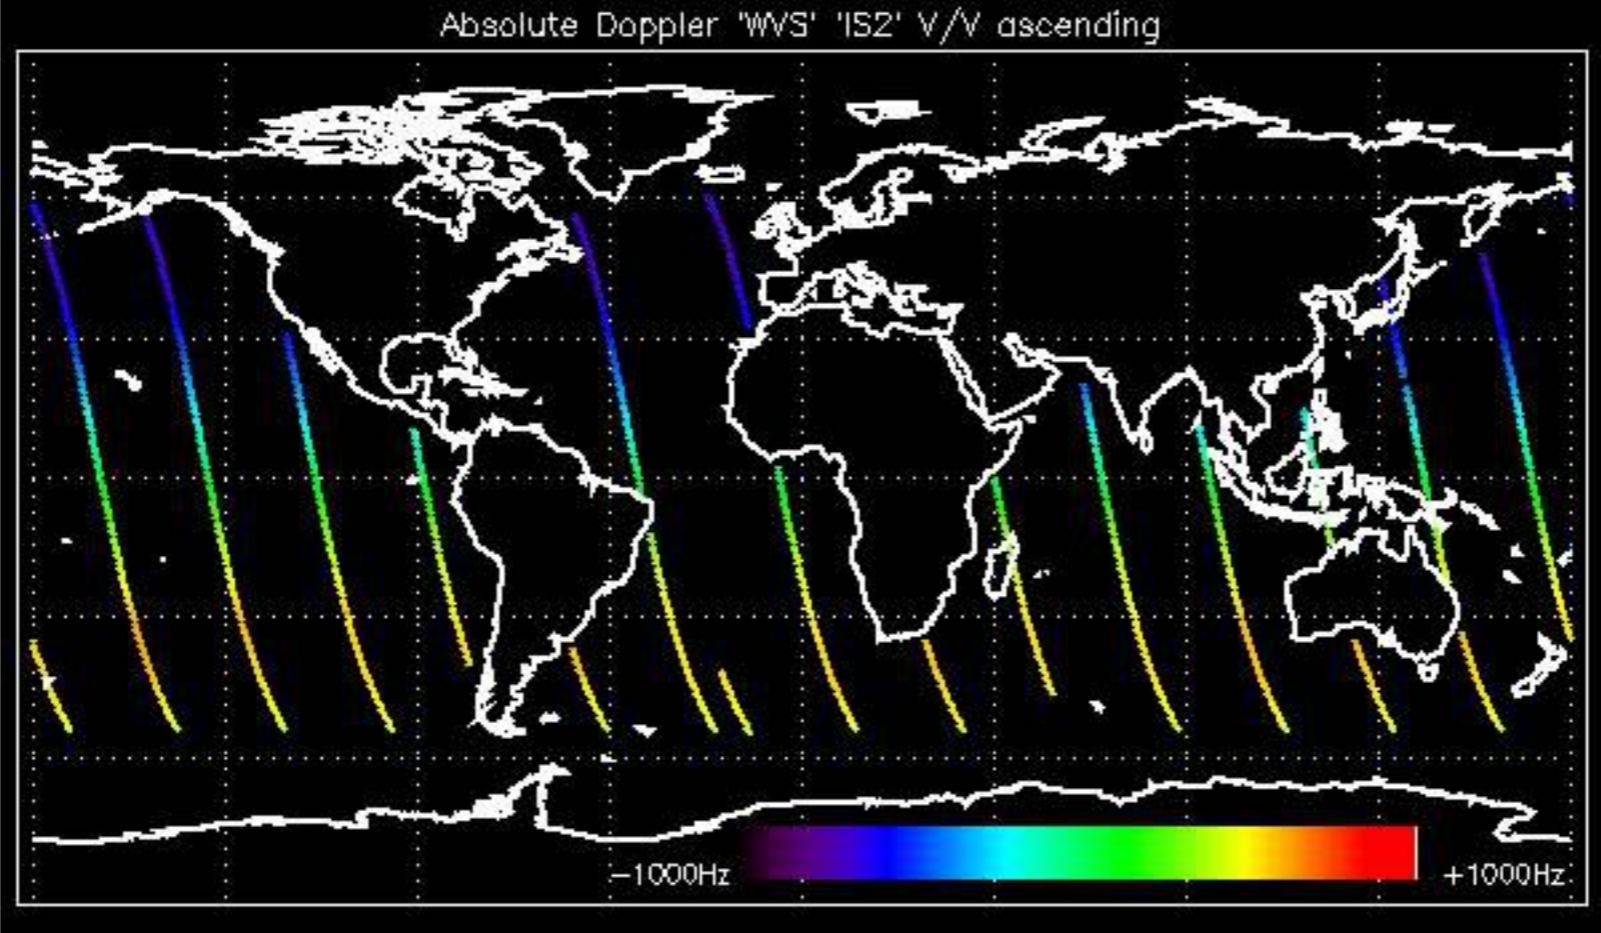 Absolute Doppler 'WVS' 'IS2' V/V ascending
-1000Hz +1000Hz